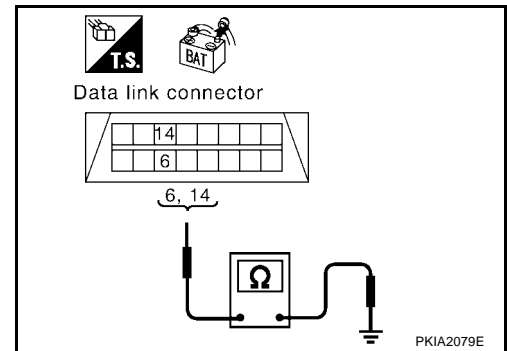 T.S.
BAT
Data link connector
14
6
6, 14
Ω
PKIA2079E